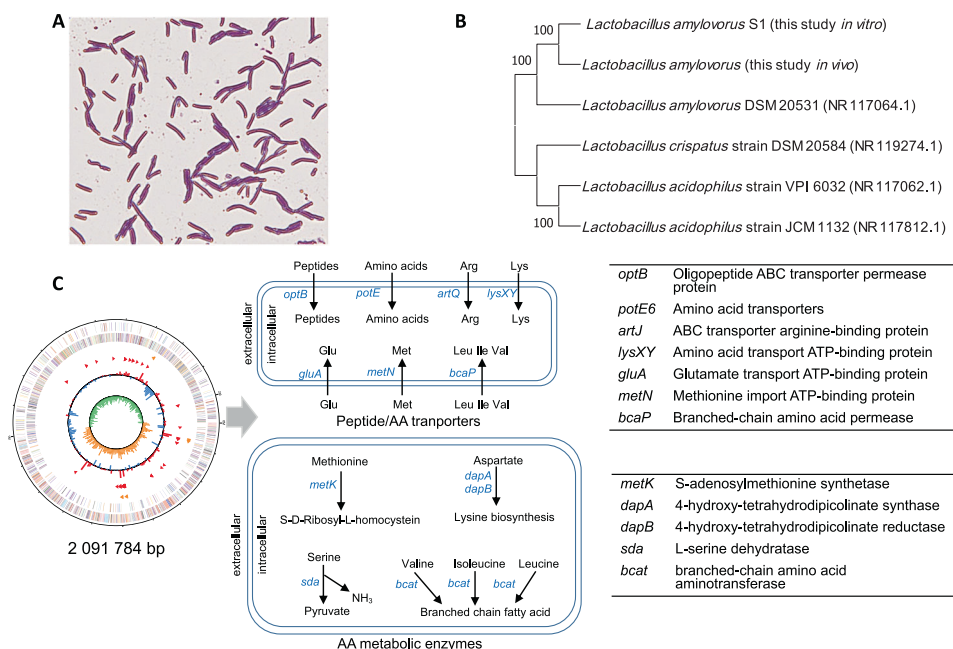 A
B
100
Lactobacillus amylovorus S1 (this study in vitro)
100
Lactobacillus amylovorus (this study in vivo)
Lactobacillus amylovorus DSM 20531 (NR 117064.1)
Lactobacillus crispatus strain DSM 20584 (NR 119274.1)
Lactobacillus acidophilus strain VPI 6032 (NR 117062.1)
100
Lactobacillus acidophilus strain JCM 1132 (NR 117812.1)
C
2 091 784 bp
Peptides Amino acids Arg Lys
optB potE artQ lysXY
Peptides Amino acids Arg Lys
extracellular
intracellular
Glu Met Leu Ile Val
gluA metN bcaP
Glu Met Leu Ile Val
Peptide/AA tranporters
Methionine Aspartate
metK dapA
dapB
S-D-Ribosyl-L-homocystein Lysine biosynthesis
extracellular
intracellular
Serine Valine Isoleucine Leucine
sda bcat bcat bcat
NH3
Pyruvate Branched chain fatty acid
AA metabolic enzymes
optB Oligopeptide ABC transporter permease
protein
potE6 Amino acid transporters
artJ ABC transporter arginine-binding protein
lysXY Amino acid transport ATP-binding protein
gluA Glutamate transport ATP-binding protein
metN Methionine import ATP-binding protein
bcaP Branched-chain amino acid permease
metK S-adenosylmethionine synthetase
dapA 4-hydroxy-tetrahydrodipicolinate synthase
dapB 4-hydroxy-tetrahydrodipicolinate reductase
sda L-serine dehydratase
bcat branched-chain amino acid
aminotransferase